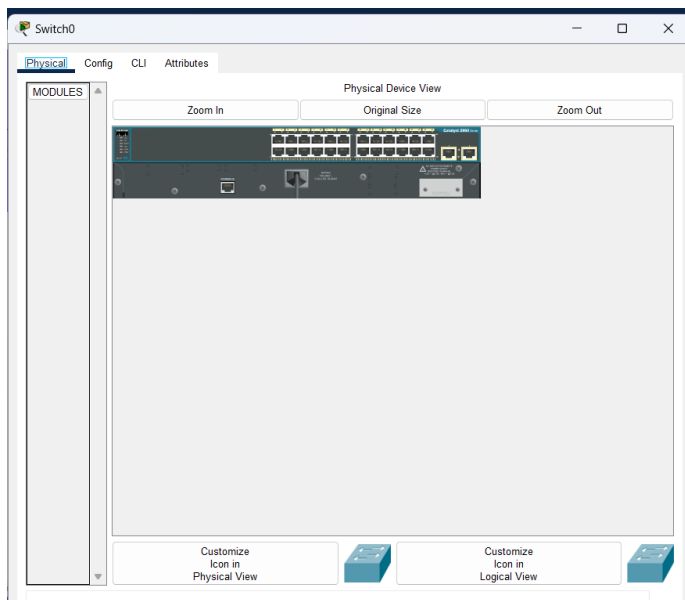 Switch0
Physical Config CLI Attributes
MODULES
Physical Device View
Zoom In Original Size Zoom Out
Customize
Icon in
Physical View
Customize
Icon in
Logical View